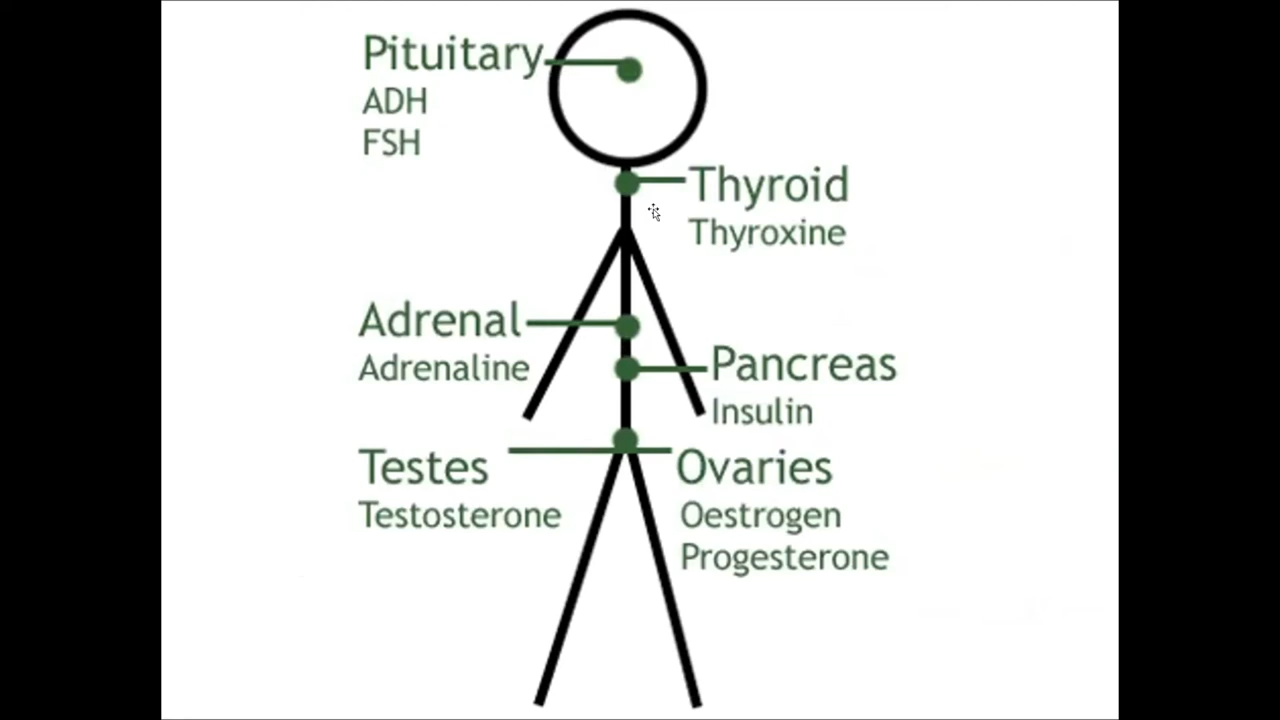 Pituitary
ADH
FSH
Thyroid
Thyroxine
Adrenal
Adrenaline
Pancreas
Insulin
Testes
Testosterone
Ovaries
Oestrogen
Progesterone